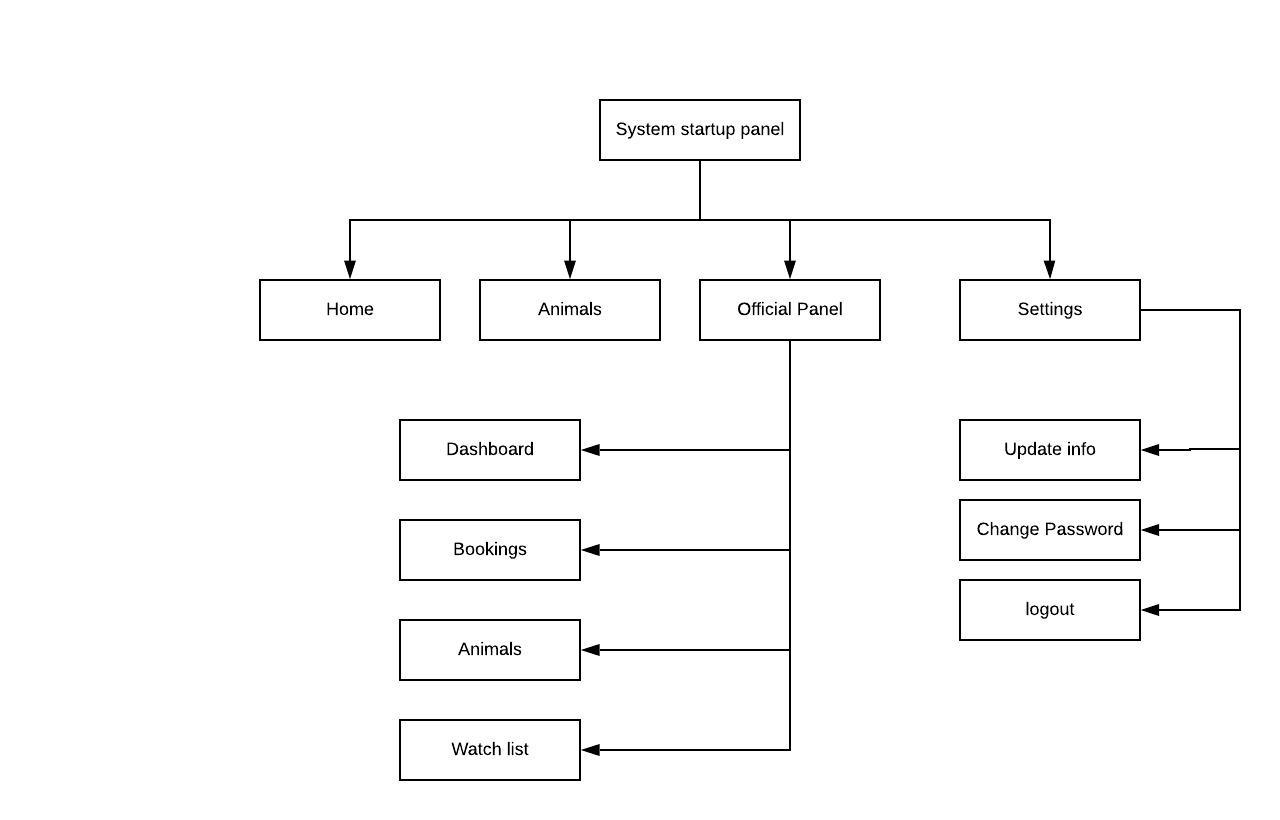 System startup panel
Home
Animals
Official Panel
Settings
Dashboard
Bookings
Animals
Watch list
Update info
Change Password
logout